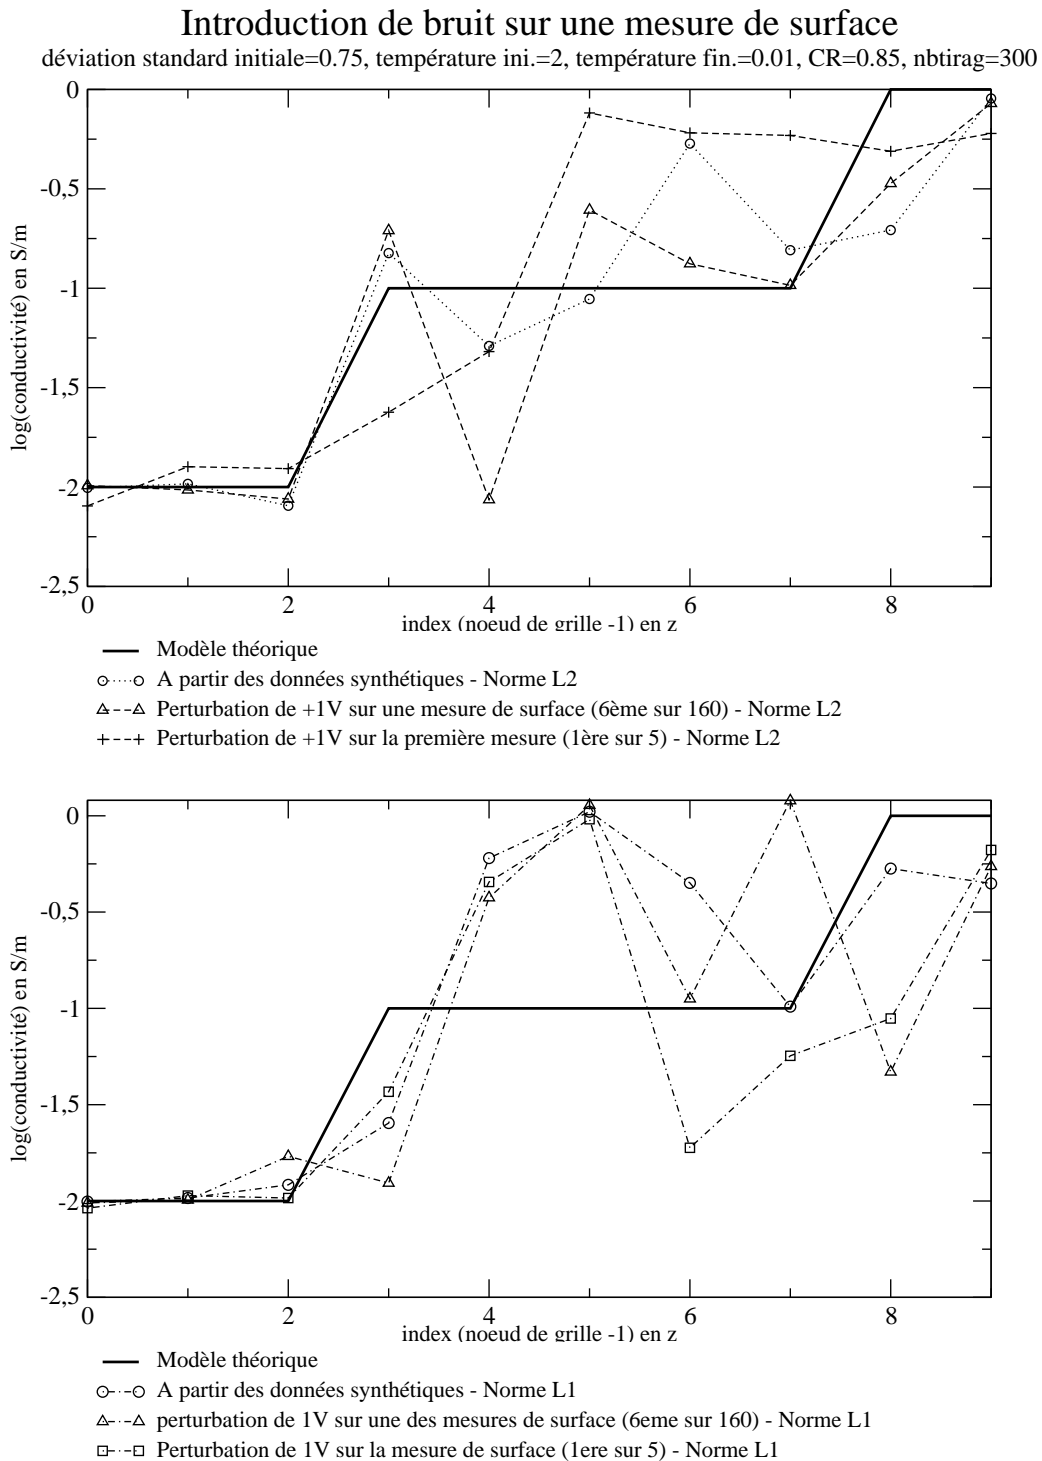 Introduction de bruit sur une mesure de surface
déviation standard initiale=0.75, température ini.=2, température fin.=0.01, CR=0.85, nbtirag=300
0
-0,5
-1
-1,5
-2
-2,5
log(conductivité) en S/m
0 2 4 6 8
index (noeud de grille -1) en z
Modèle théorique
A partir des données synthétiques - Norme L2
Perturbation de +1V sur une mesure de surface (6ème sur 160) - Norme L2
Perturbation de +1V sur la première mesure (1ère sur 5) - Norme L2
0
-0,5
-1
-1,5
-2
-2,5
log(conductivité) en S/m
0 2 4 6 8
index (noeud de grille -1) en z
Modèle théorique
A partir des données synthétiques - Norme L1
perturbation de 1V sur une des mesures de surface (6eme sur 160) - Norme L1
Perturbation de 1V sur la mesure de surface (1ere sur 5) - Norme L1